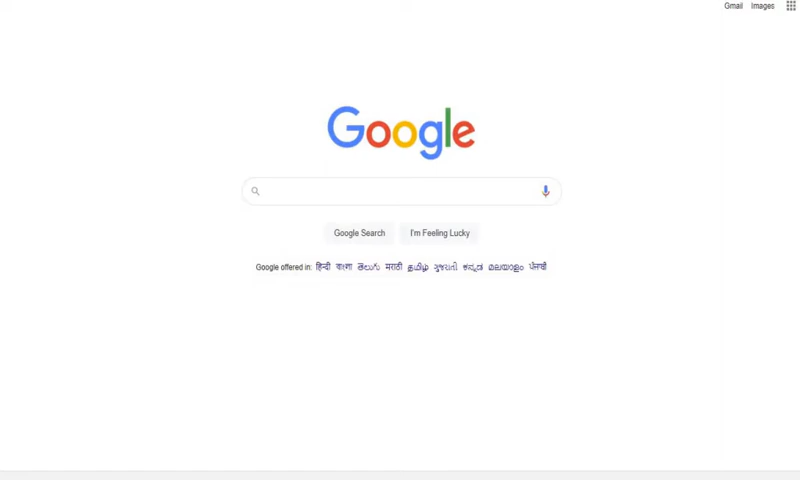 Gmail Images
Google
Google Search I'm Feeling Lucky
Google offered in: हिन्दी বাংলা తెలుగు मराठी தமிழ் ગુજરાતી ಕನ್ನಡ മലയാളം ਪੰਜਾਬੀ